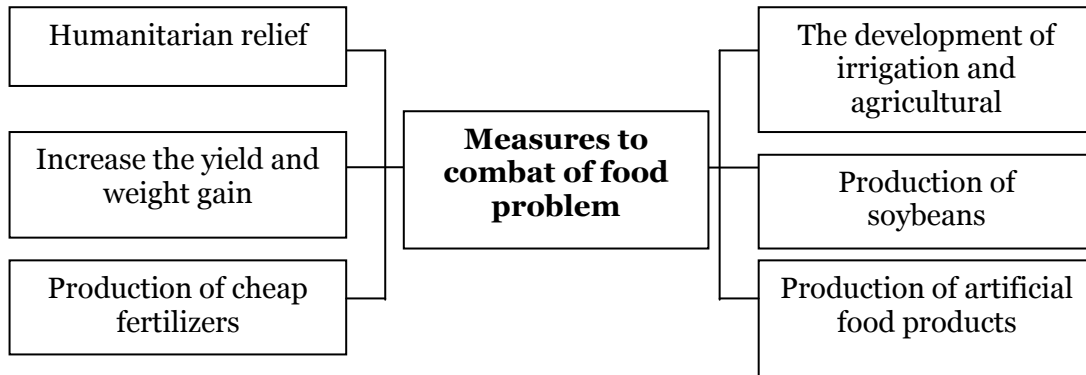 Humanitarian relief
Increase the yield and
weight gain
Production of cheap
fertilizers
Measures to
combat of food
problem
The development of
irrigation and
agricultural
Production of
soybeans
Production of artificial
food products